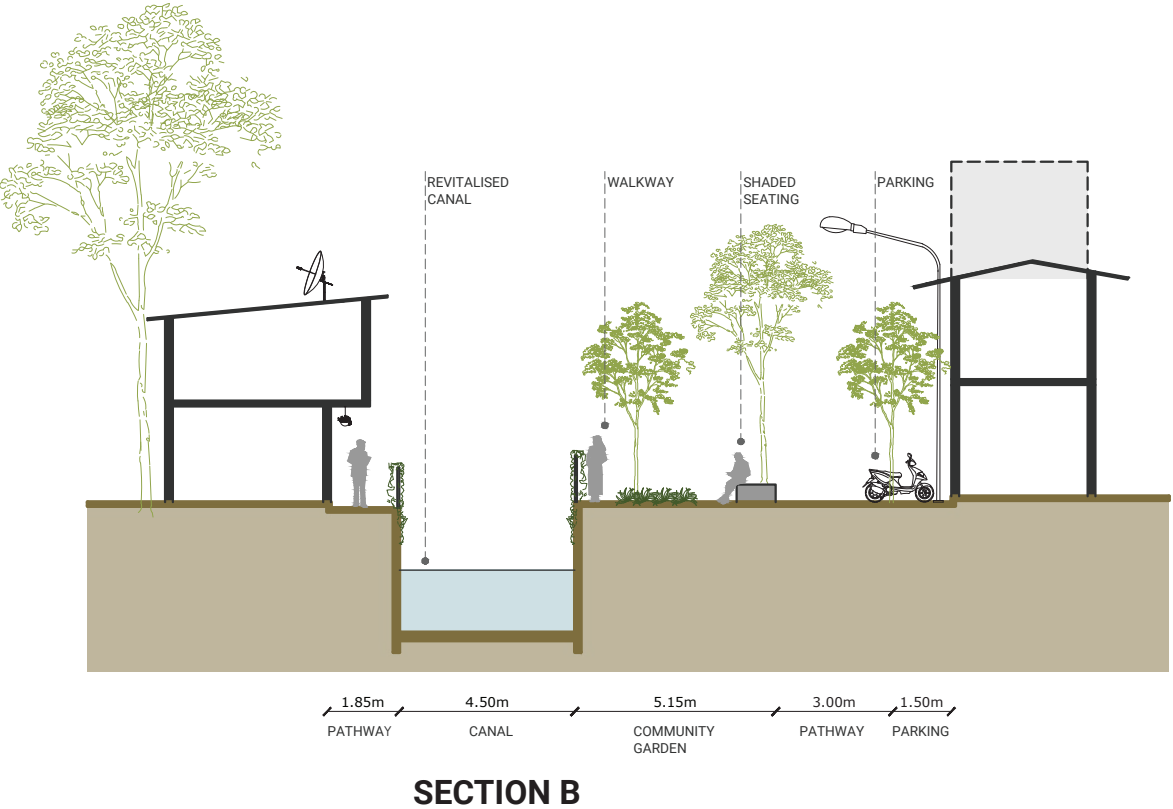 REVITALISED
CANAL
WALKWAY
SHADED
SEATING
PARKING
1.85m
4.50m
5.15m
3.00m
1.50m
PATHWAY
CANAL
COMMUNITY
GARDEN
PATHWAY
PARKING
SECTION B